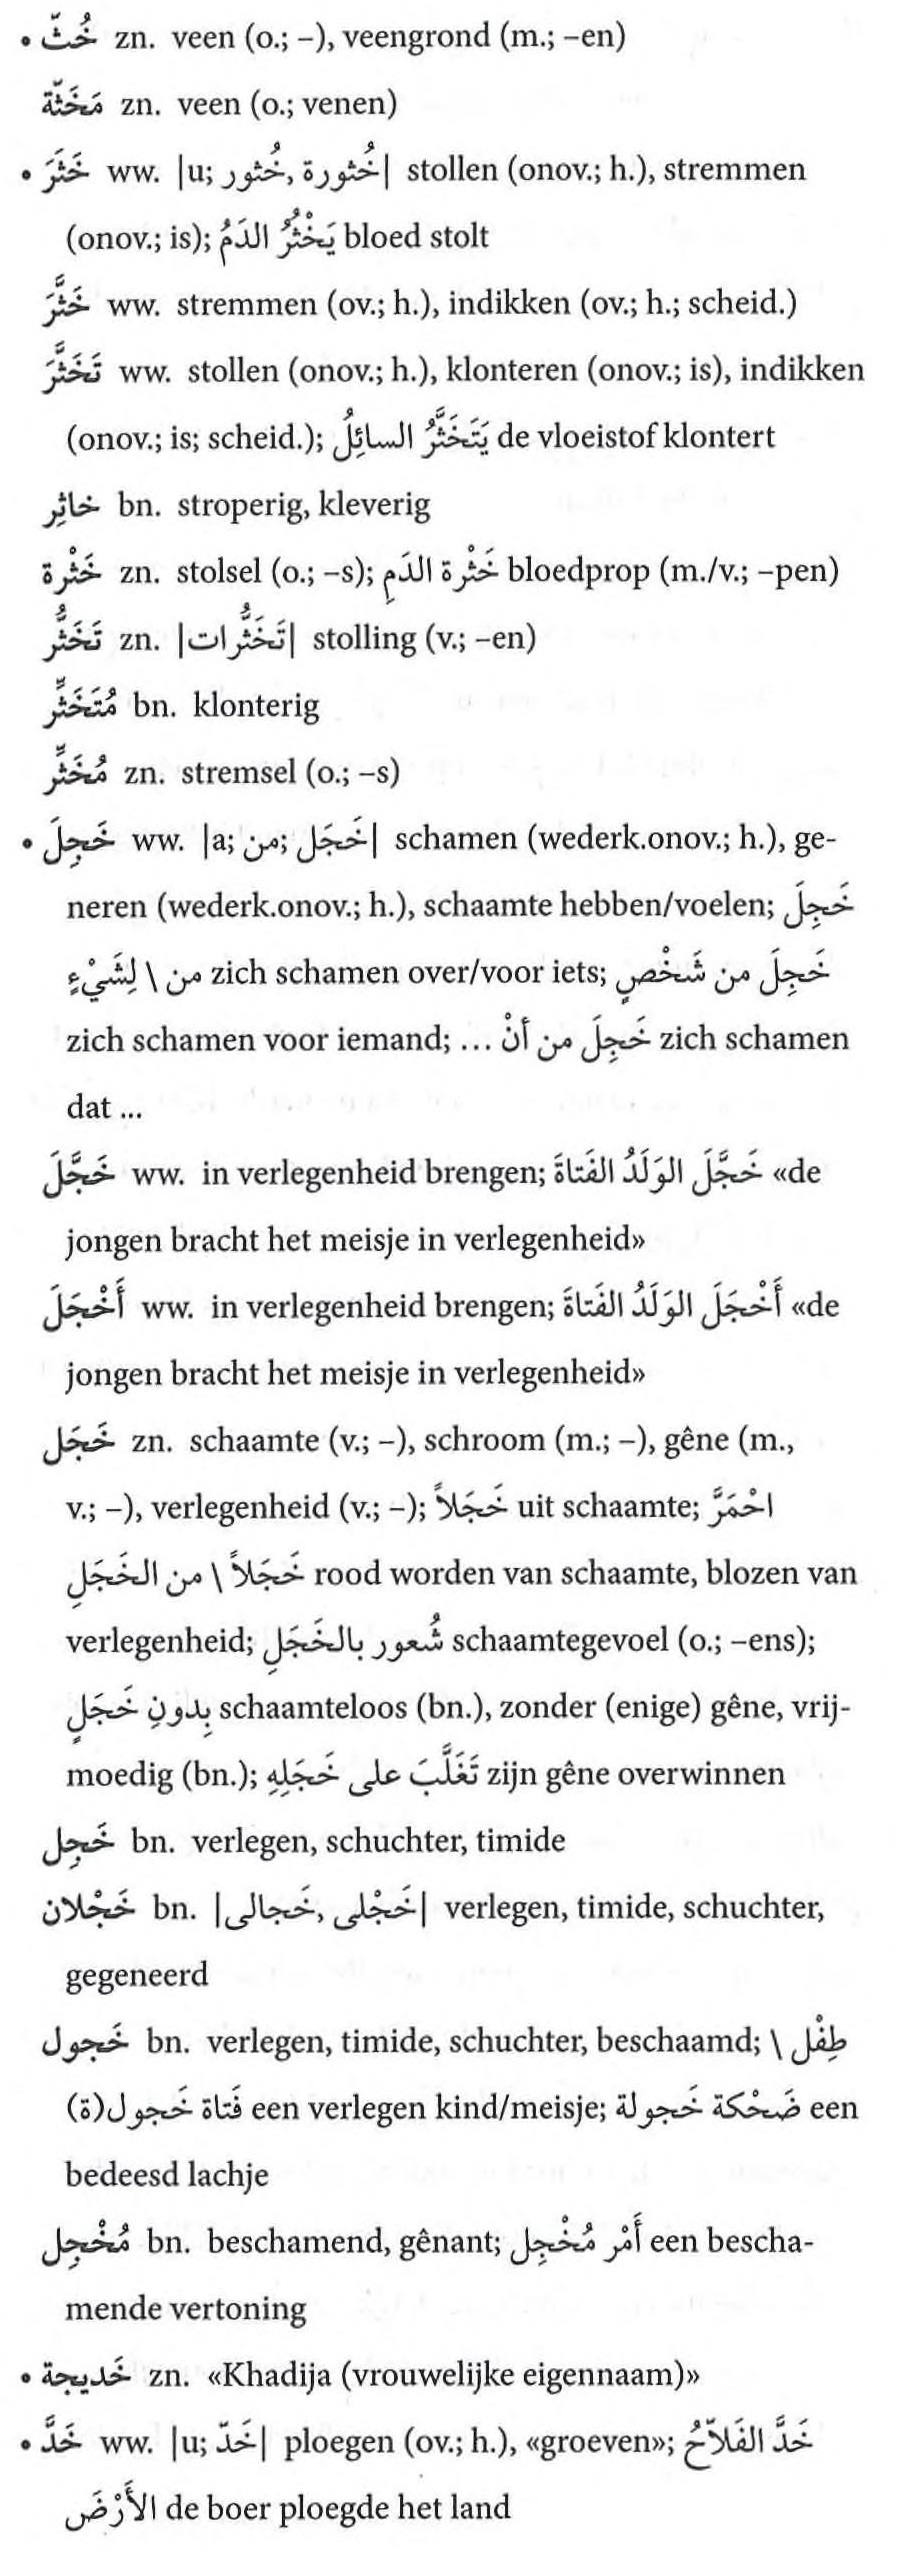 • خُثّ zn. veen (o.; –), veengrond (m.; –en)
مَخَثّة zn. veen (o.; venen)
• خَثَرَ ww. |u; خُثورة, خُثور| stollen (onov.; h.), stremmen
(onov.; is); يَخْثُرُ الدَمُ bloed stolt
خَثَّرَ ww. stremmen (ov.; h.), indikken (ov.; h.; scheid.)
تَخَثَّرَ ww. stollen (onov.; h.), klonteren (onov.; is), indikken
(onov.; is; scheid.); يَتَخَثَّرُ السائِلُ de vloeistof klontert
خاثِر bn. stroperig, kleverig
خَثْرة zn. stolsel (o.; –s); خَثْرة الدَمِ bloedprop (m./v.; –pen)
تَخَثُّر zn. |تَخَثُّرات| stolling (v.; –en)
مُتَخَثِّر bn. klonterig
مُخَثِّر zn. stremsel (o.; –s)
• خَجِلَ ww. |a; من; خَجَل| schamen (wederk.onov.; h.), ge-
neren (wederk.onov.; h.), schaamte hebben/voelen; خَجِلَ
من \ لِشَيْءٍ zich schamen over/voor iets; خَجِلَ من شَخْصٍ
zich schamen voor iemand; خَجِلَ من أنْ ... zich schamen
dat ...
خَجَّلَ ww. in verlegenheid brengen; خَجَّلَ الوَلَدُ الفَتاةَ «de
jongen bracht het meisje in verlegenheid»
أَخْجَلَ ww. in verlegenheid brengen; أَخْجَلَ الوَلَدُ الفَتاةَ «de
jongen bracht het meisje in verlegenheid»
خَجَل zn. schaamte (v.; –), schroom (m.; –), gêne (m.,
v.; –), verlegenheid (v.; –); خَجَلاً uit schaamte; احْمَرَّ
خَجَلاً \ من الخَجَلِ rood worden van schaamte, blozen van
verlegenheid; شُعور بالخَجَلِ schaamtegevoel (o.; –ens);
بِدونِ خَجَلٍ schaamteloos (bn.), zonder (enige) gêne, vrij-
moedig (bn.); تَغَلَّبَ على خَجَلِهِ zijn gêne overwinnen
خَجِل bn. verlegen, schuchter, timide
خَجْلان bn. |خَجْلى, خَجالى| verlegen, timide, schuchter,
gegeneerd
خَجول bn. verlegen, timide, schuchter, beschaamd; طِفْل \
فَتاة خَجول(ة) een verlegen kind/meisje; ضَحْكة خَجولة een
bedeesd lachje
مُخْجِل bn. beschamend, gênant; أَمْر مُخْجِل een bescha-
mende vertoning
• خَديجة zn. «Khadija (vrouwelijke eigennaam)»
• خَدَّ ww. |u; خَدّ| ploegen (ov.; h.), «groeven»; خَدَّ الفَلاّحُ
الأَرْضَ de boer ploegde het land